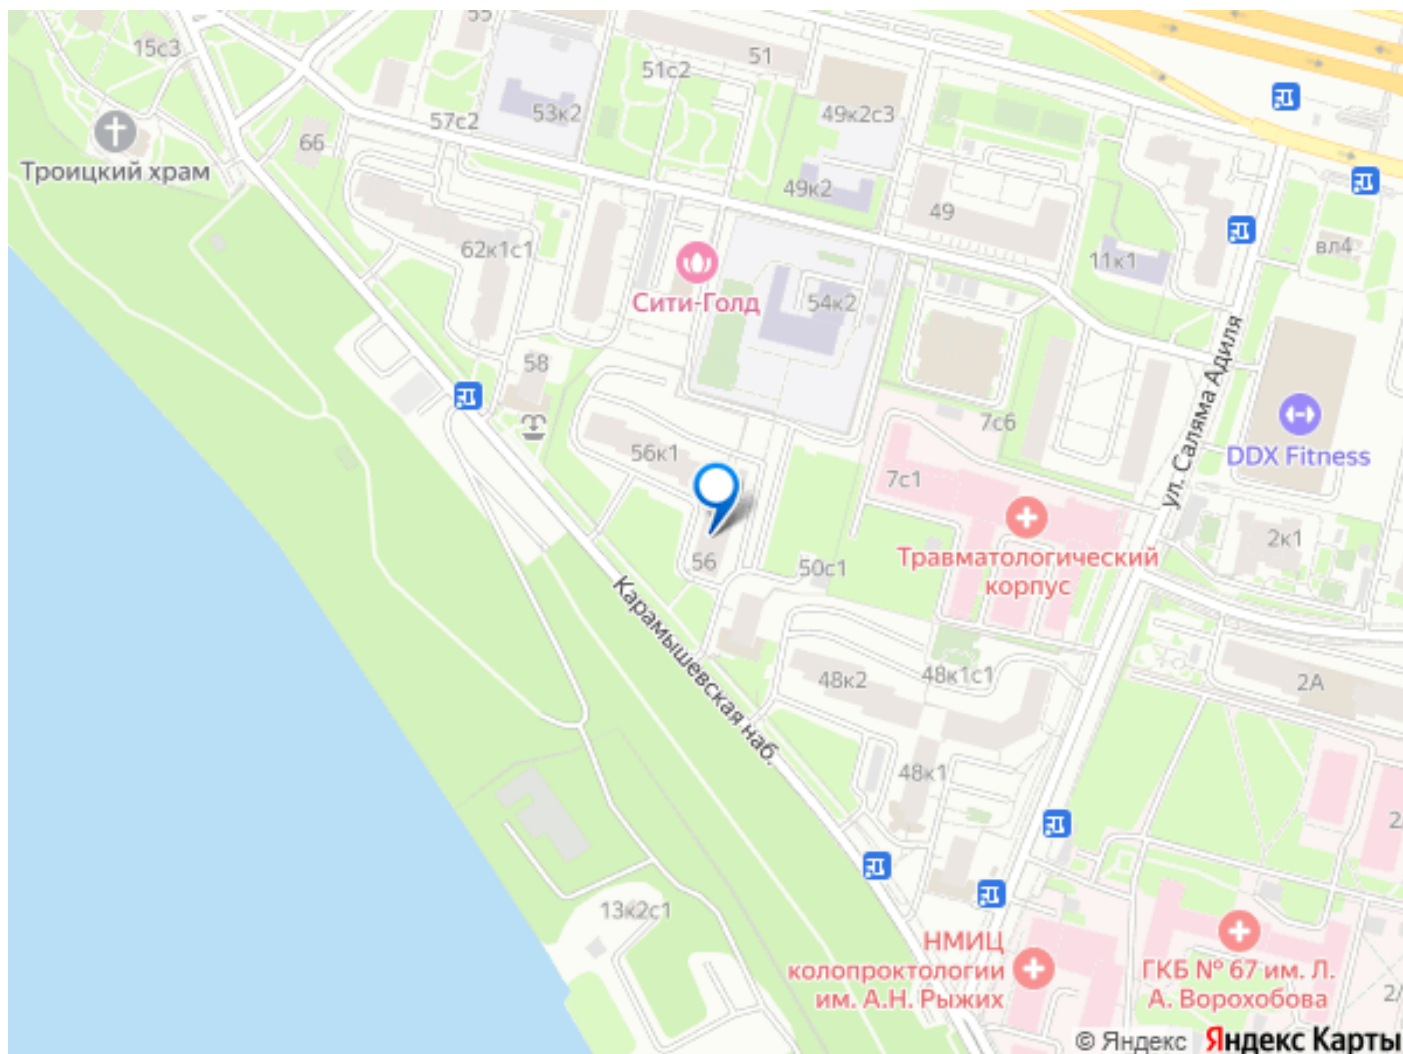 55
15с3
51
51с2
53к2
49к2с3
57с2
66
Троицкий храм
49к2
49
62к1с1
вл4
11к1
Сити-Голд
54к2
58
ул. Саляма Адиля
7с6
56к1
DDX Fitness
7с1
2к1
Травматологический
корпус
56
50с1
Карамышевская наб.
48к2
48к1с1
2А
48к1
13к2с1
НМИЦ
колопроктологии
им. А.Н. Рыжих
ГКБ № 67 им. Л.
А. Ворохобова
© Яндекс Яндекс Карты